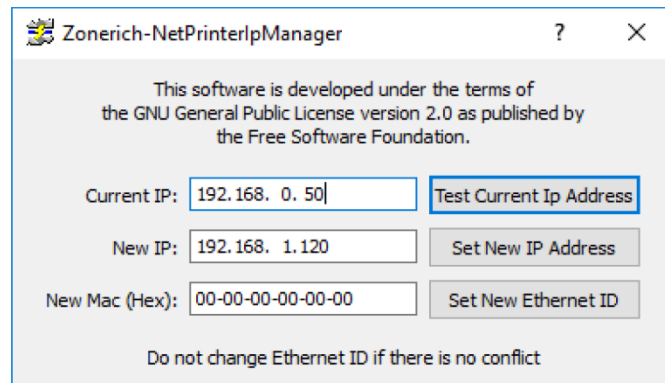 Zonerich-NetPrinterIpManager ? X
This software is developed under the terms of
the GNU General Public License version 2.0 as published by
the Free Software Foundation.
Current IP: 192.168. 0. 50 Test Current Ip Address
New IP: 192.168. 1.120 Set New IP Address
New Mac (Hex): 00-00-00-00-00-00 Set New Ethernet ID
Do not change Ethernet ID if there is no conflict